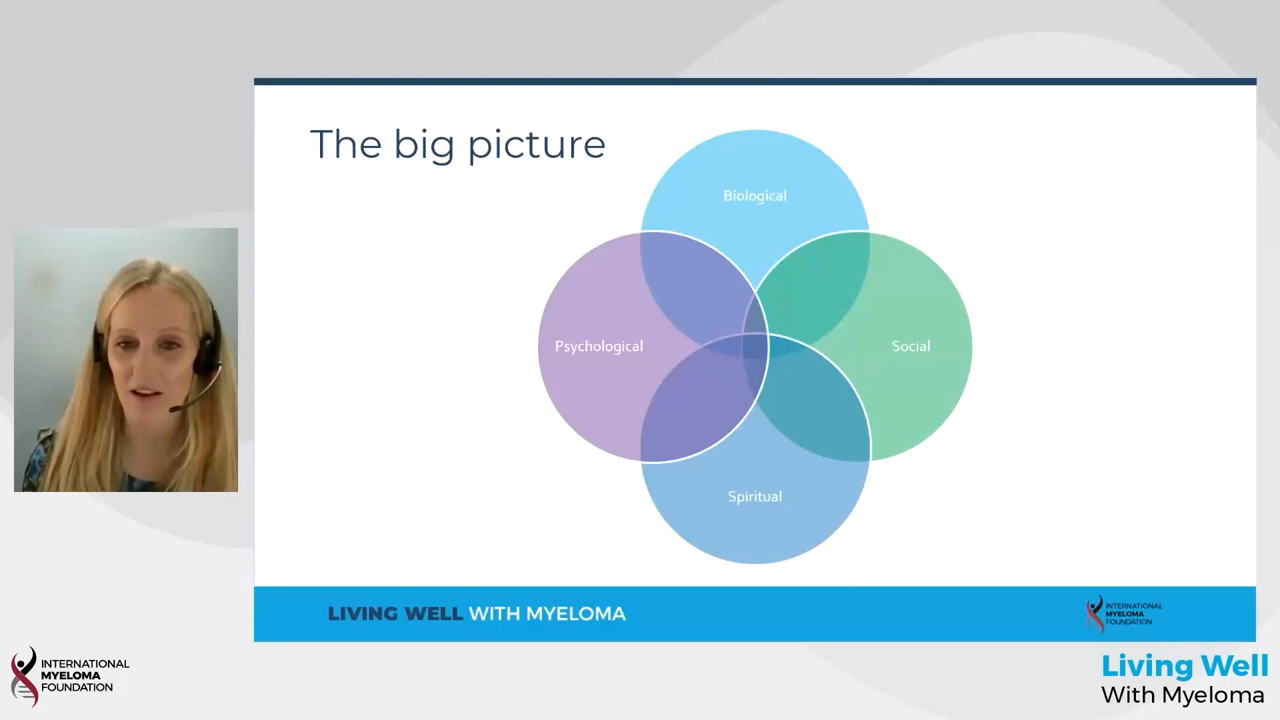 The big picture
Biological
Psychological
Social
Spiritual
LIVING WELL WITH MYELOMA
INTERNATIONAL
MYELOMA
FOUNDATION
INTERNATIONAL
MYELOMA
FOUNDATION
Living Well
With Myeloma